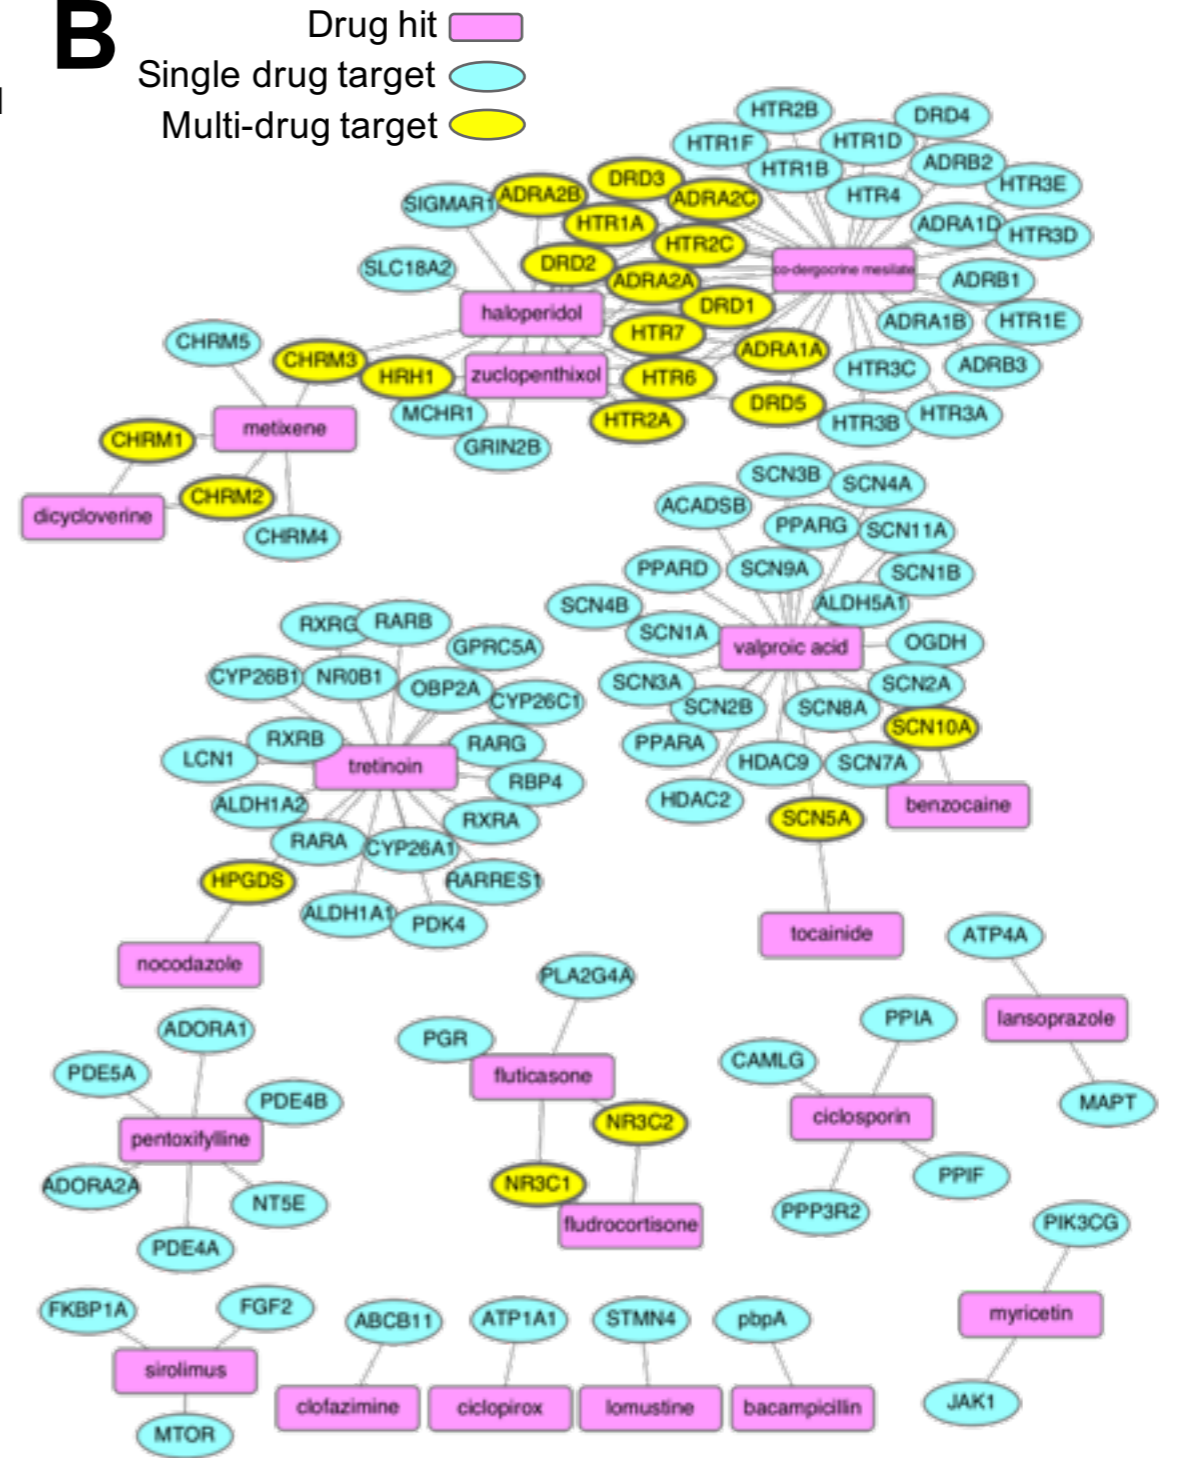 B
Drug hit
Single drug target
Multi-drug target
HTR2B
DRD4
HTR1F
HTR1D
HTR1B
ADRB2
HTR3E
HTR4
DRD3
ADRA2B
ADRA2C
SIGMAR1
HTR1A
ADRA1D
HTR3D
HTR2C
SLC18A2
DRD2
co-dergocrine mesilate
ADRA2A
ADRB1
haloperidol
DRD1
ADRA1B
HTR1E
CHRM5
HTR7
CHRM3
ADRA1A
HRH1
zuclopenthixol
HTR6
HTR3C
ADRB3
MCHR1
DRD5
HTR2A
HTR3B
HTR3A
metixene
CHRM1
GRIN2B
CHRM2
dicycloverine
CHRM4
SCN3B
SCN4A
ACADSB
PPARG
SCN11A
PPARD
SCN9A
SCN1B
SCN4B
ALDH5A1
SCN1A
valproic acid
OGDH
SCN3A
SCN2A
SCN2B
SCN8A
SCN10A
PPARA
HDAC9
SCN7A
HDAC2
benzocaine
SCN5A
tocainide
RXRG
RARB
GPRC5A
CYP26B1
NR0B1
OBP2A
CYP26C1
RXRB
RARG
LCN1
tretinoin
RBP4
ALDH1A2
RXRA
RARA
CYP26A1
HPGDS
RARRES1
ALDH1A1
PDK4
nocodazole
ATP4A
lansoprazole
MAPT
PLA2G4A
PGR
fluticasone
NR3C2
NR3C1
fludrocortisone
PPIA
CAMLG
ciclosporin
PPIF
PPP3R2
ADORA1
PDE5A
PDE4B
pentoxifylline
ADORA2A
NT5E
PDE4A
PIK3CG
myricetin
JAK1
FKBP1A
FGF2
sirolimus
MTOR
ABCB11
ATP1A1
STMN4
pbpA
clofazimine
ciclopirox
lomustine
bacampicillin